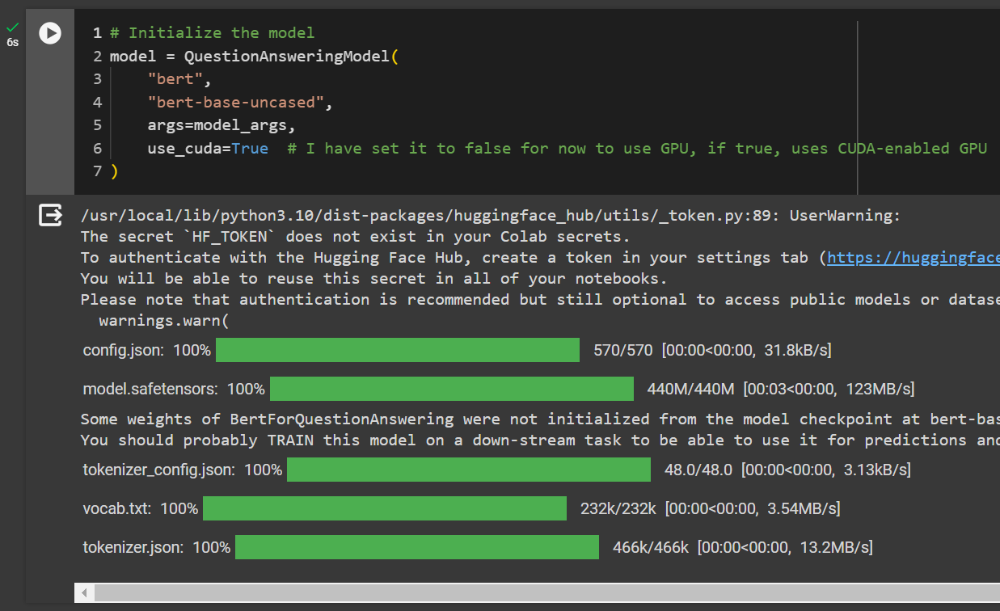 6s
1 # Initialize the model
2 model = QuestionAnsweringModel(
3     "bert",
4     "bert-base-uncased",
5     args=model_args,
6     use_cuda=True  # I have set it to false for now to use GPU, if true, uses CUDA-enabled GPU
7 )
/usr/local/lib/python3.10/dist-packages/huggingface_hub/utils/_token.py:89: UserWarning:
The secret `HF_TOKEN` does not exist in your Colab secrets.
To authenticate with the Hugging Face Hub, create a token in your settings tab (https://huggingface
You will be able to reuse this secret in all of your notebooks.
Please note that authentication is recommended but still optional to access public models or datase
  warnings.warn(
config.json: 100% 570/570 [00:00<00:00, 31.8kB/s]
model.safetensors: 100% 440M/440M [00:03<00:00, 123MB/s]
Some weights of BertForQuestionAnswering were not initialized from the model checkpoint at bert-bas
You should probably TRAIN this model on a down-stream task to be able to use it for predictions and
tokenizer_config.json: 100% 48.0/48.0 [00:00<00:00, 3.13kB/s]
vocab.txt: 100% 232k/232k [00:00<00:00, 3.54MB/s]
tokenizer.json: 100% 466k/466k [00:00<00:00, 13.2MB/s]